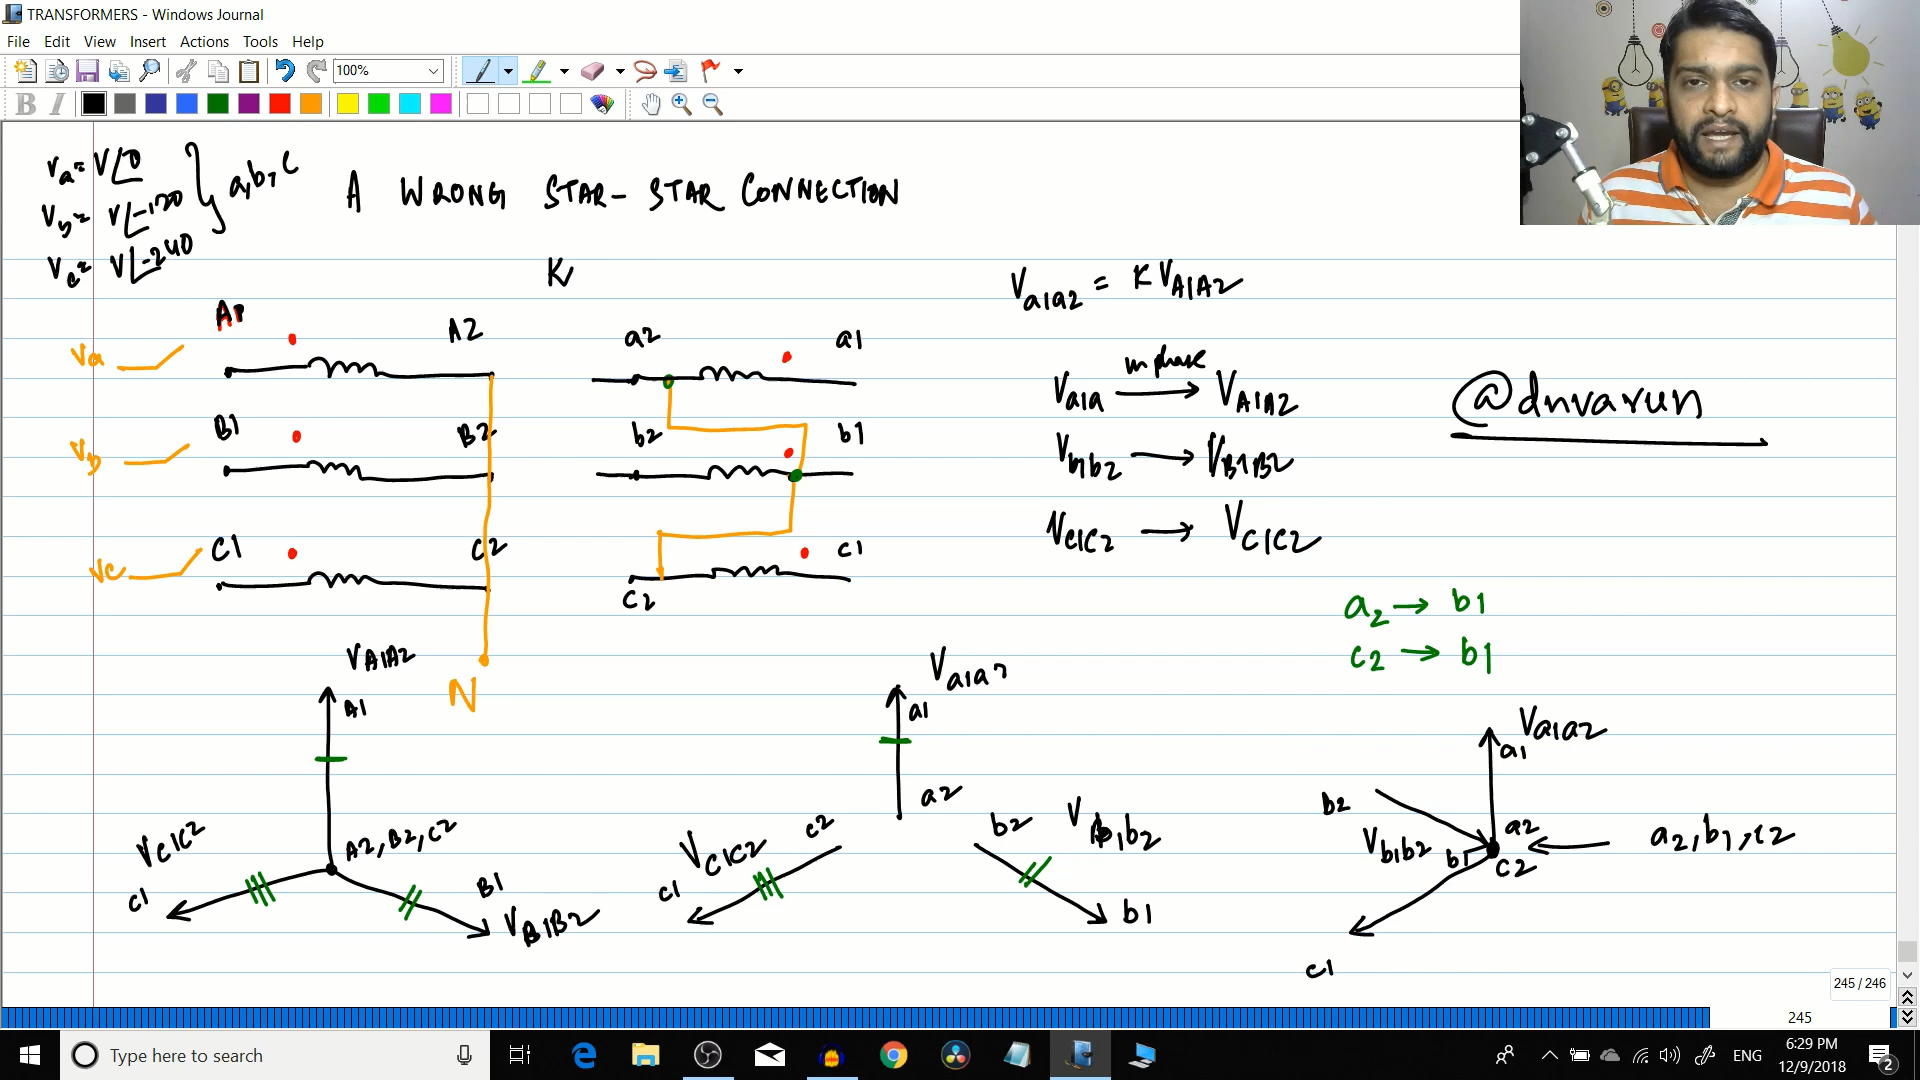 TRANSFORMERS - Windows Journal
File Edit View Insert Actions Tools Help
100%
B I
Va = V∠0
Vb = V∠-120
Vc = V∠-240
} a, b, c
A WRONG STAR-STAR CONNECTION
K
Va1a2 = K VA1A2
A1 A2 a2 a1
Va
in phase
Va1a → VA1A2
@dnvarun
B1 B2 b2 b1
Vb
Vb1b2 → VB1B2
C1 C2 c1
Vc
Vc1c2 → VC1C2
c2
a2 → b1
c2 → b1
VA1A2
N
A1
Va1a2
a1
a2
Va1a2
a1
VC1C2
A2, B2, C2
C1
B1
VB1B2
Vc1c2
c2
c1
b2
Vb1b2
b1
b2
Vb1b2
a2
b1
c2
a2, b1, c2
c1
245 / 246
245
Type here to search
ENG
6:29 PM
12/9/2018
2